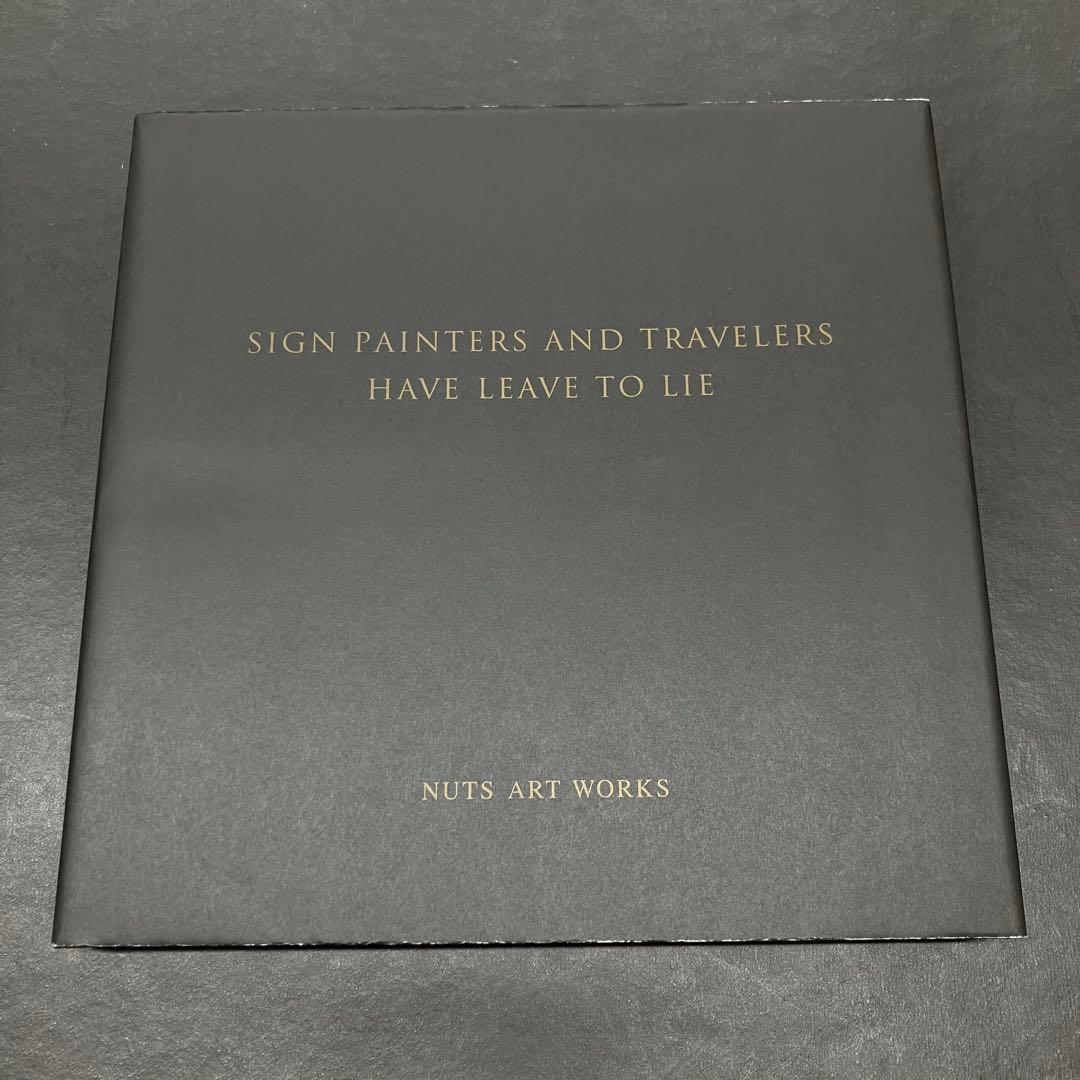 SIGN PAINTERS AND TRAVELERS
HAVE LEAVE TO LIE
NUTS ART WORKS